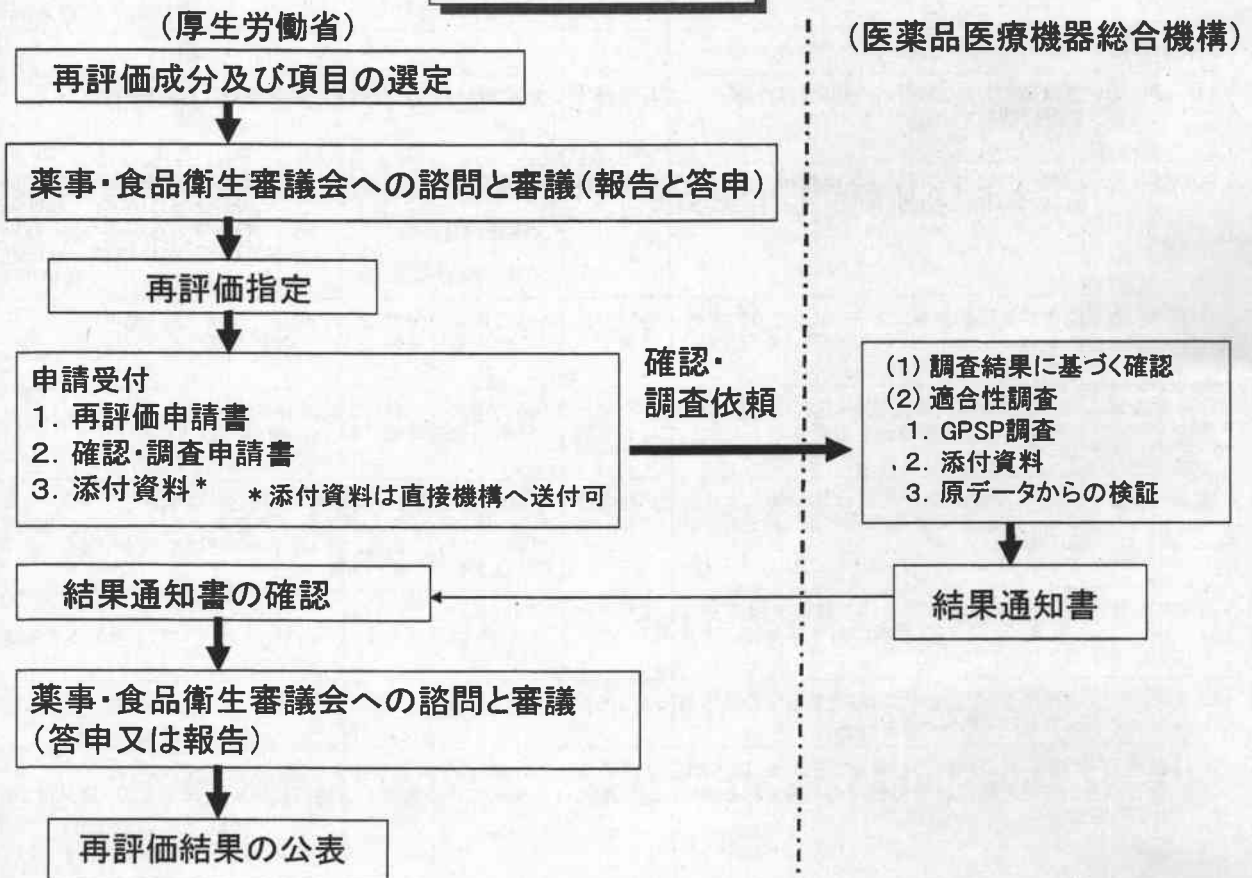 (厚生労働省)
(医薬品医療機器総合機構)
再評価成分及び項目の選定
薬事・食品衛生審議会への諮問と審議(報告と答申)
再評価指定
申請受付
1. 再評価申請書
2. 確認・調査申請書
3. 添付資料* *添付資料は直接機構へ送付可
確認・
調査依頼
(1) 調査結果に基づく確認
(2) 適合性調査
1. GPSP調査
2. 添付資料
3. 原データからの検証
結果通知書の確認
結果通知書
薬事・食品衛生審議会への諮問と審議
(答申又は報告)
再評価結果の公表